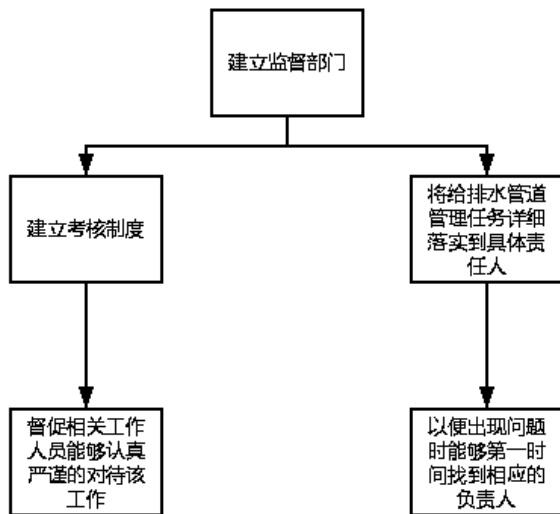 建立监督部门
建立考核制度
将给排水管道
管理任务详细
落实到具体责
任人
督促相关工作
人员能够认真
严谨的对待该
工作
以便出现问题
时能够第一时
间找到相应的
负责人